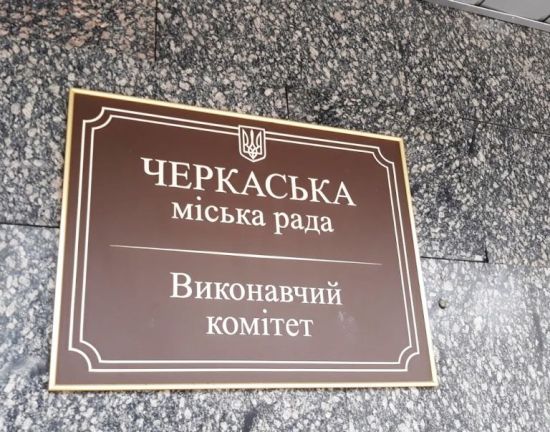 ЧЕРКАСЬКА
міська рада
Виконавчий
комітет